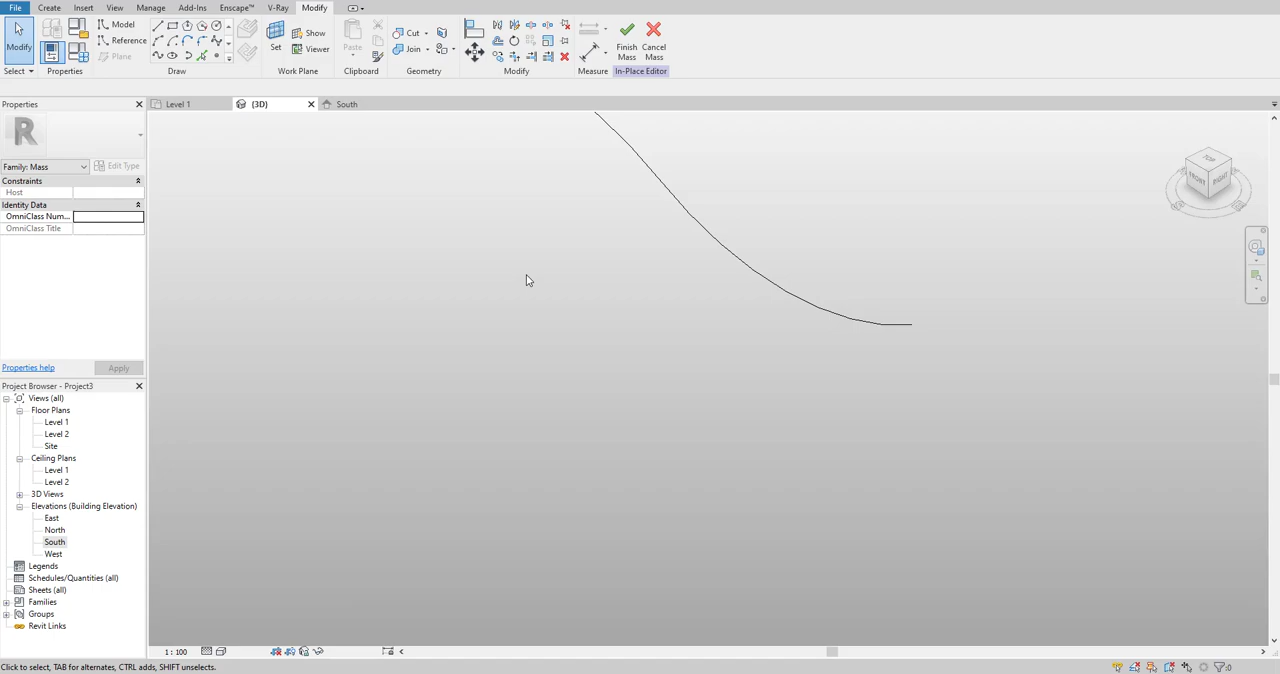 File Create Insert View Manage Add-Ins Enscape™ V-Ray Modify
Modify
Model
Reference
Plane
Set
Show
Viewer
Paste
Cut
Join
Finish Mass
Cancel Mass
Select Properties Draw Work Plane Clipboard Geometry Modify Measure In-Place Editor
Properties
Level 1 (3D) South
R
Family: Mass Edit Type
Constraints
Host
Identity Data
OmniClass Num...
OmniClass Title
TOP
FRONT RIGHT
Properties help Apply
Project Browser - Project3
Views (all)
Floor Plans
Level 1
Level 2
Site
Ceiling Plans
Level 1
Level 2
3D Views
Elevations (Building Elevation)
East
North
South
West
Legends
Schedules/Quantities (all)
Sheets (all)
Families
Groups
Revit Links
1 : 100
Click to select, TAB for alternates, CTRL adds, SHIFT unselects.
:0